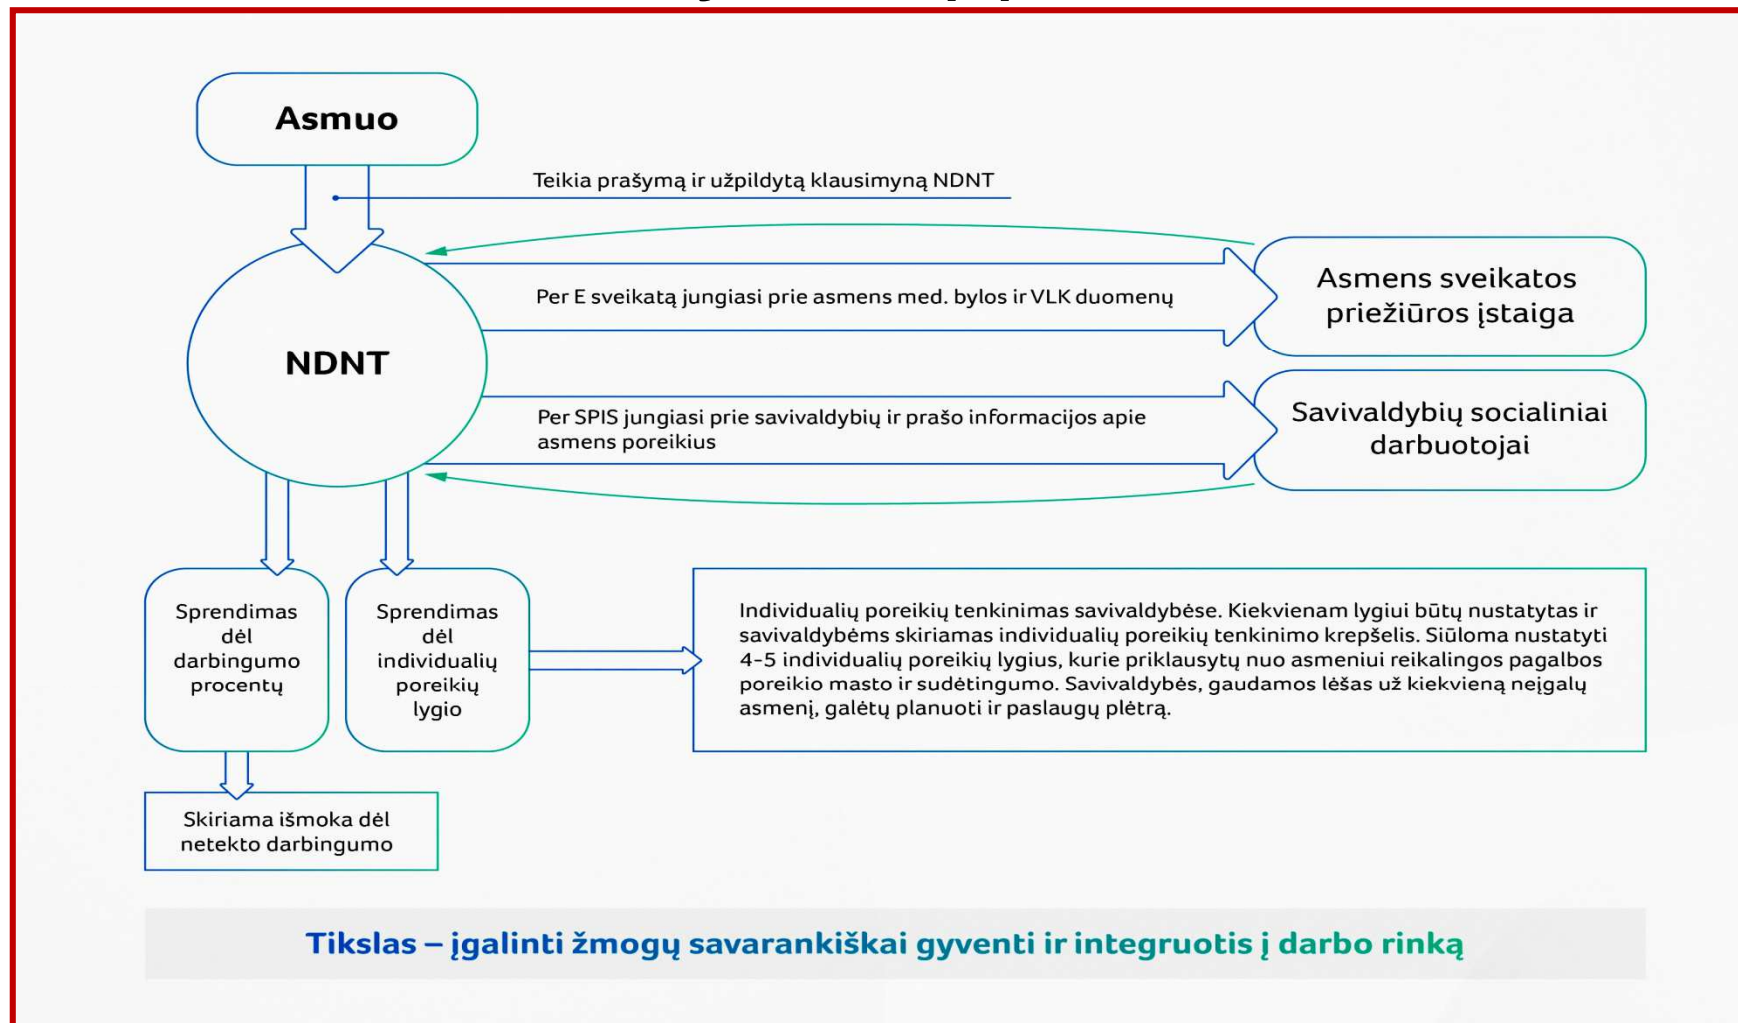 Asmuo
Teikia prašymą ir užpildytą klausimyną NDNT
Per E sveikatą jungiasi prie asmens med. bylos ir VLK duomenų
Asmens sveikatos
priežiūros įstaiga
NDNT
Per SPIS jungiasi prie savivaldybių ir prašo informacijos apie
asmens poreikius
Savivaldybių socialiniai
darbuotojai
Sprendimas
dėl
darbingumo
procentų
Sprendimas
dėl
individualių
poreikių
lygio
Individualių poreikių tenkinimas savivaldybėse. Kiekvienam lygiui būtų nustatytas ir
savivaldybėms skiriamas individualių poreikių tenkinimo krepšelis. Siūloma nustatyti
4-5 individualių poreikių lygius, kurie priklausytų nuo asmeniui reikalingos pagalbos
poreikio masto ir sudėtingumo. Savivaldybės, gaudamos lėšas už kiekvieną neįgalų
asmenį, galėtų planuoti ir paslaugų plėtrą.
Skiriama išmoka dėl
netekto darbingumo
Tikslas – įgalinti žmogų savarankiškai gyventi ir integruotis į darbo rinką